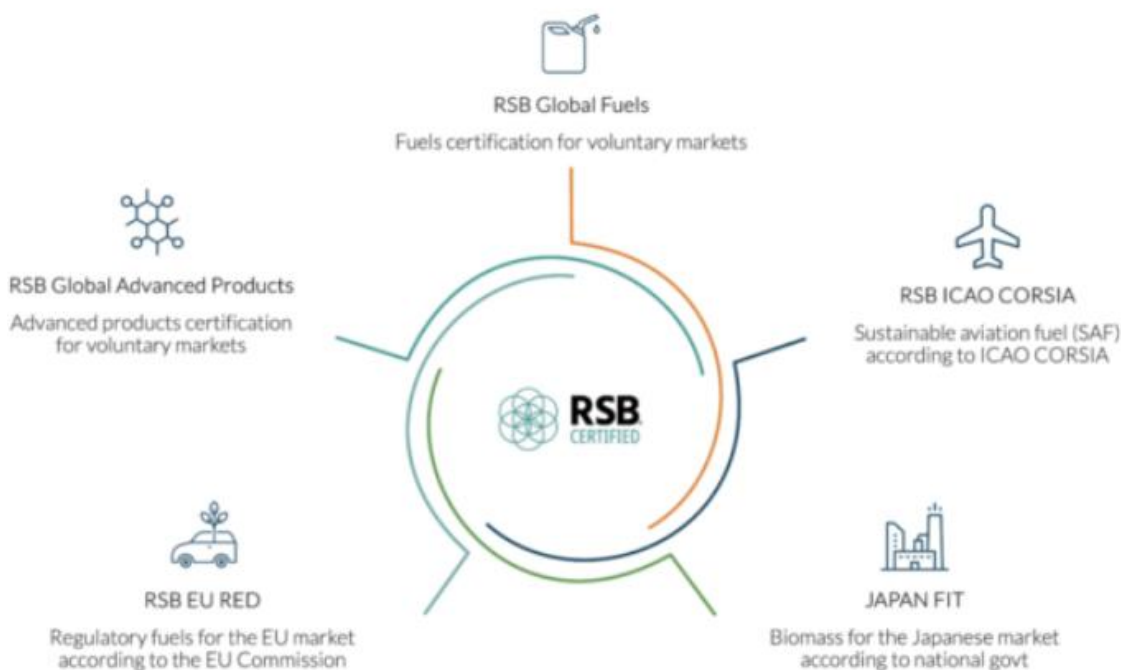 RSB Global Fuels
Fuels certification for voluntary markets
RSB Global Advanced Products
Advanced products certification
for voluntary markets
RSB ICAO CORSIA
Sustainable aviation fuel (SAF)
according to ICAO CORSIA
RSB
CERTIFIED
RSB EU RED
Regulatory fuels for the EU market
according to the EU Commission
JAPAN FIT
Biomass for the Japanese market
according to national govt